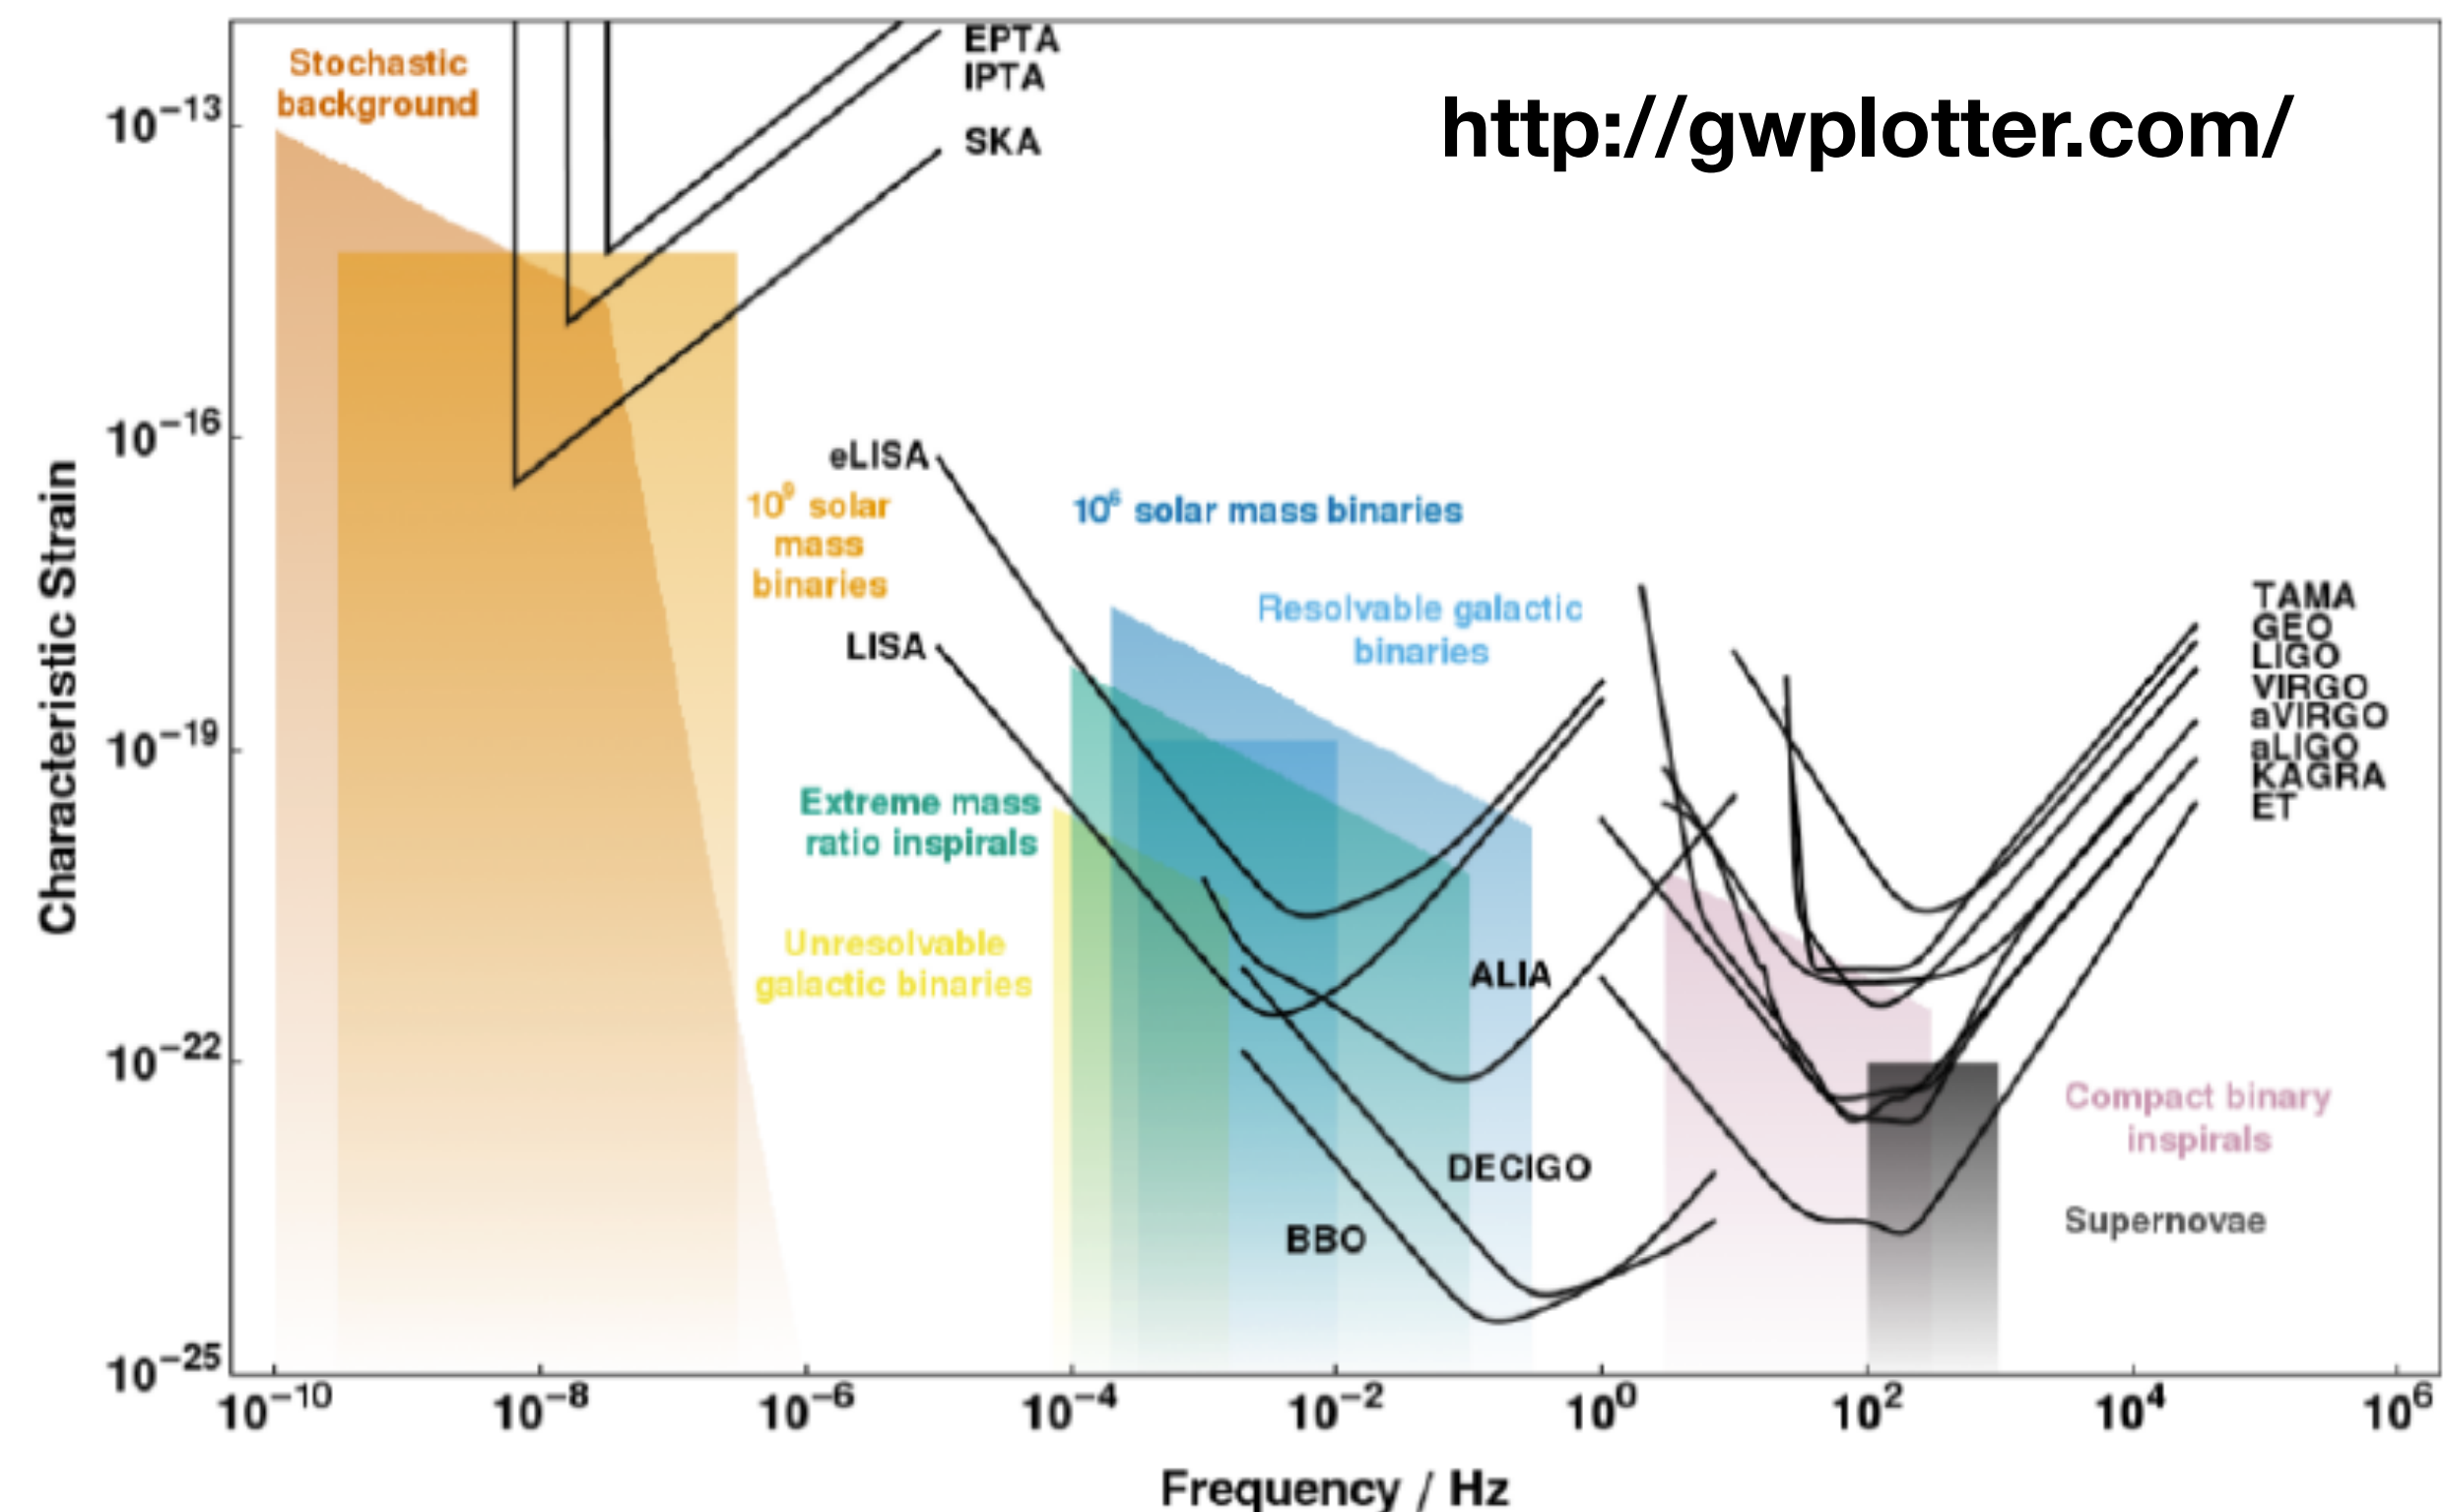 Stochastic
background
EPTA
IPTA
SKA
http://gwplotter.com/
10⁻¹³
10⁻¹⁶
10⁻¹⁹
10⁻²²
10⁻²⁵
Characteristic Strain
eLISA
10⁹ solar
mass
binaries
10⁶ solar mass binaries
LISA
Resolvable galactic
binaries
TAMA
GEO
LIGO
VIRGO
aVIRGO
aLIGO
KAGRA
ET
Extreme mass
ratio inspirals
Unresolvable
galactic binaries
ALIA
DECIGO
BBO
Compact binary
inspirals
Supernovae
10⁻¹⁰ 10⁻⁸ 10⁻⁶ 10⁻⁴ 10⁻² 10⁰ 10² 10⁴ 10⁶
Frequency / Hz